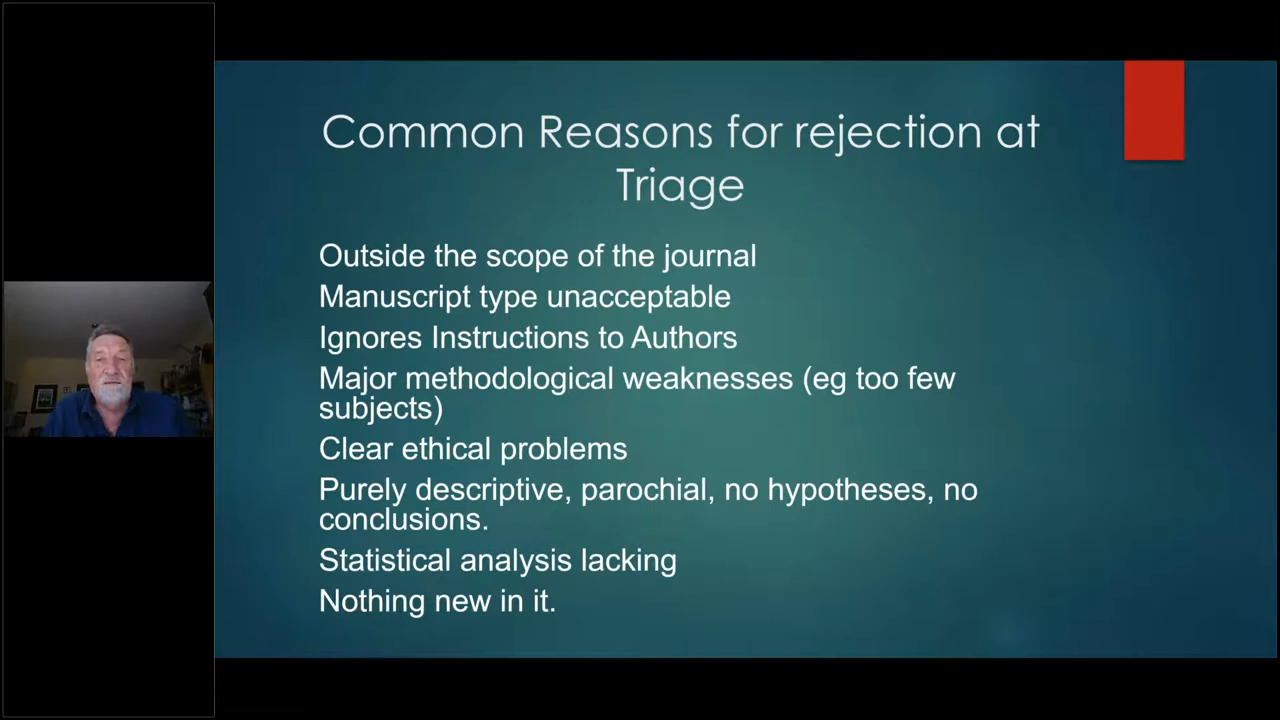 Common Reasons for rejection at
Triage
Outside the scope of the journal
Manuscript type unacceptable
Ignores Instructions to Authors
Major methodological weaknesses (eg too few
subjects)
Clear ethical problems
Purely descriptive, parochial, no hypotheses, no
conclusions.
Statistical analysis lacking
Nothing new in it.